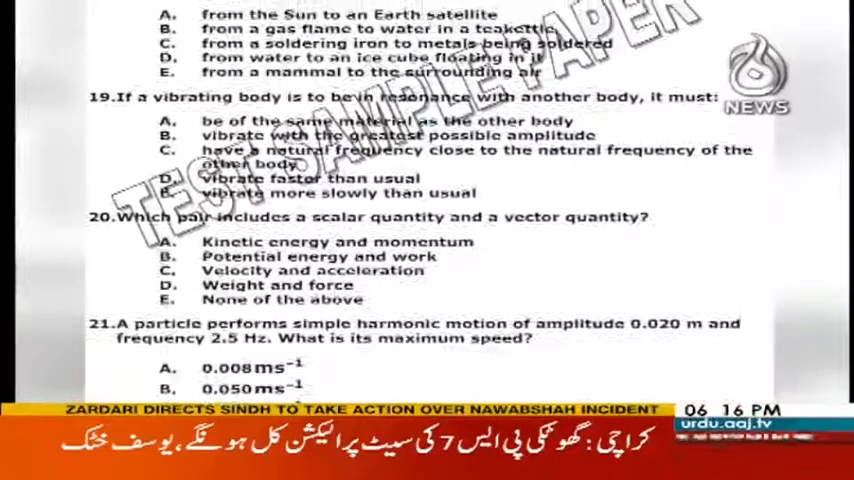 A. from the Sun to an Earth satellite
B. from a gas flame to water in a teakettle
C. from a soldering iron to metals being soldered
D. from water to an ice cube floating in it
E. from a mammal to the surrounding air
19.If a vibrating body is to be in resonance with another body, it must:
A. be of the same material as the other body
B. vibrate with the greatest possible amplitude
C. have a natural frequency close to the natural frequency of the
other body
D. vibrate faster than usual
E. vibrate more slowly than usual
20.Which pair includes a scalar quantity and a vector quantity?
A. Kinetic energy and momentum
B. Potential energy and work
C. Velocity and acceleration
D. Weight and force
E. None of the above
21.A particle performs simple harmonic motion of amplitude 0.020 m and
frequency 2.5 Hz. What is its maximum speed?
A. 0.008ms⁻¹
B. 0.050ms⁻¹
TEST SAMPLE PAPER
NEWS
ZARDARI DIRECTS SINDH TO TAKE ACTION OVER NAWABSHAH INCIDENT
06 16 PM
urdu.aaj.tv
کراچی: گھوٹکی پی ایس 7 کی سیٹ پر الیکشن کل ہونگے، یوسف خٹک